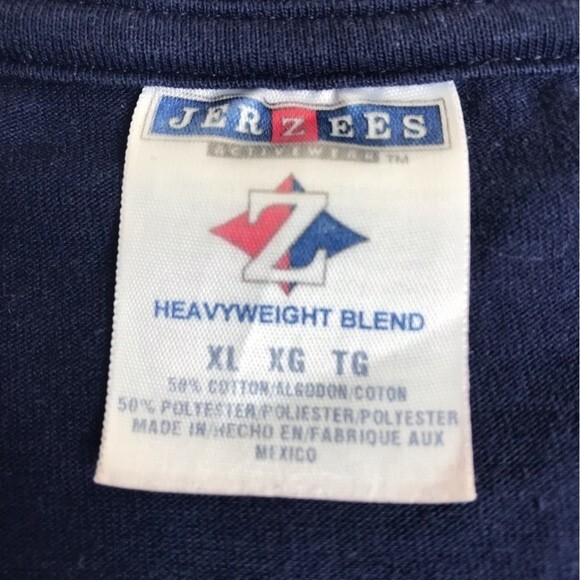 JERZEES
ACTIVEWEAR™
Z
HEAVYWEIGHT BLEND
XL XG TG
50% COTTON/ALGODON/COTON
50% POLYESTER/POLIESTER/POLYESTER
MADE IN/HECHO EN/FABRIQUE AUX
MEXICO